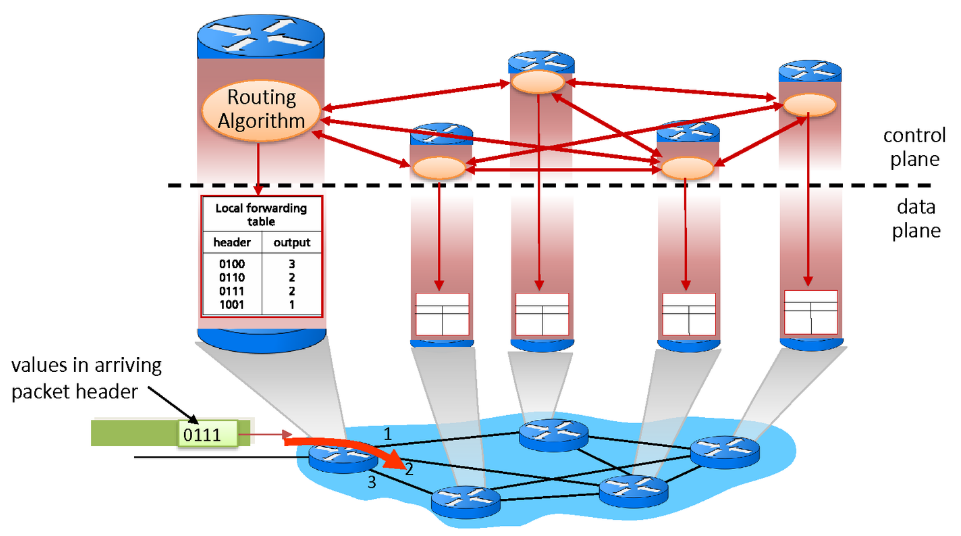 Routing
Algorithm
control
plane
data
plane
Local forwarding
table
header output
0100 3
0110 2
0111 2
1001 1
values in arriving
packet header
0111
1
2
3